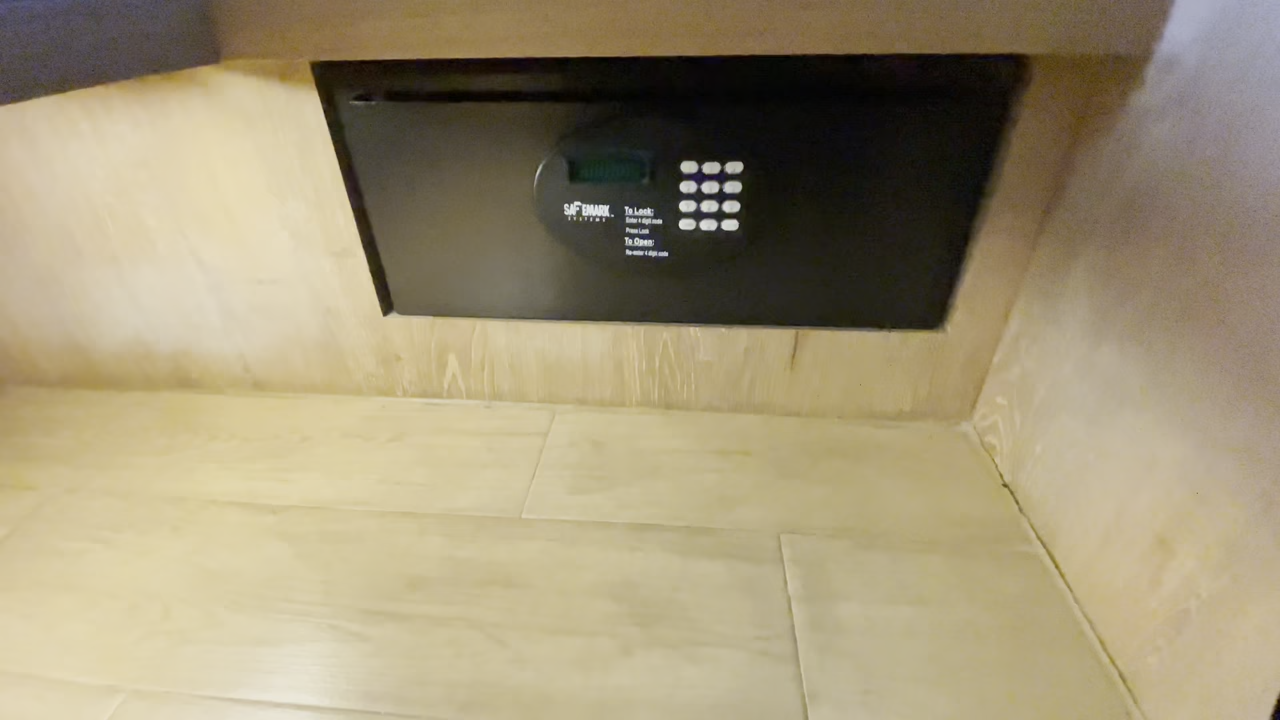 SAFEMARK
SYSTEMS
To Lock:
Enter 4 digit code
Press Lock
To Open:
Re-enter 4 digit code